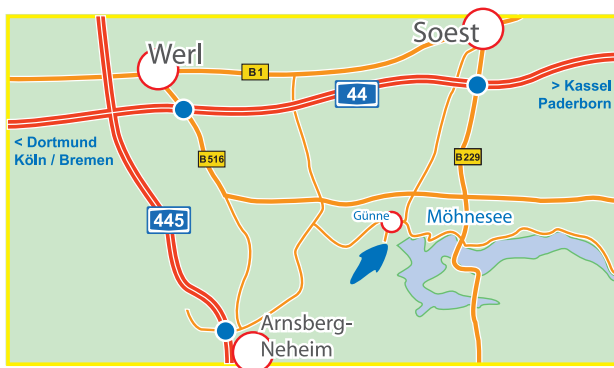 Soest
Werl
B1
44
> Kassel
Paderborn
< Dortmund
Köln / Bremen
B516
B229
445
Günne
Möhnesee
Arnsberg-
Neheim